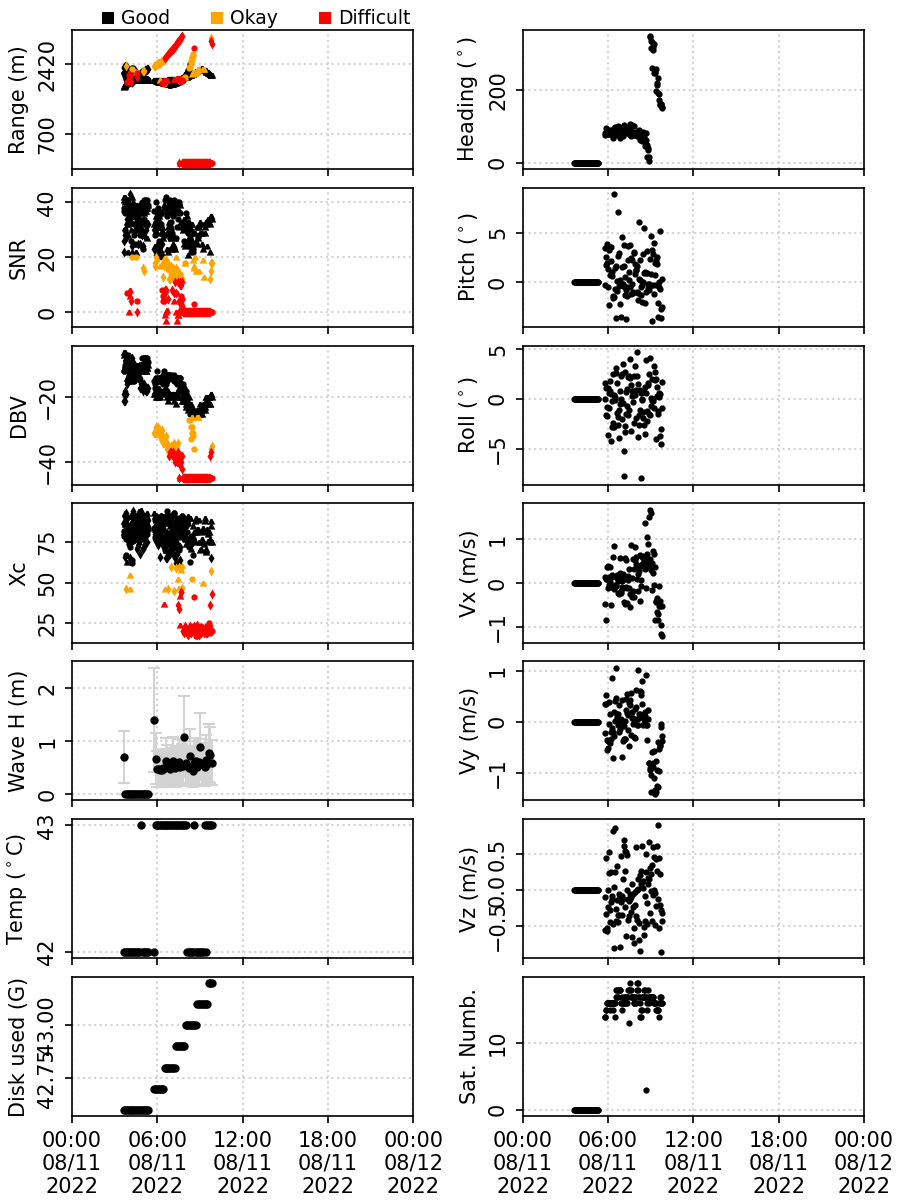 Good Okay Difficult
Range (m)
2420
700
Heading (°)
200
0
SNR
40
20
0
Pitch (°)
5
0
DBV
−20
−40
Roll (°)
5
0
−5
Xc
75
50
25
Vx (m/s)
1
0
−1
Wave H (m)
2
1
0
Vy (m/s)
1
0
−1
Temp (°C)
43
42
Vz (m/s)
0.5
0.0
−0.5
Disk used (G)
43.00
42.75
Sat. Numb.
10
0
00:00 06:00 12:00 18:00 00:00 00:00 06:00 12:00 18:00 00:00
08/11 08/11 08/11 08/11 08/12 08/11 08/11 08/11 08/11 08/12
2022 2022 2022 2022 2022 2022 2022 2022 2022 2022